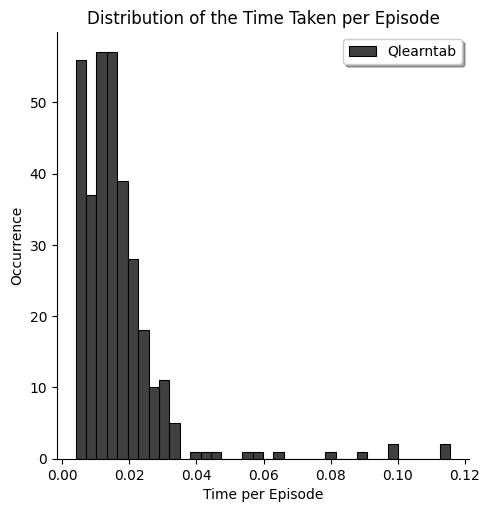 Distribution of the Time Taken per Episode
Qlearntab
50
40
30
20
10
0
Occurrence
0.00 0.02 0.04 0.06 0.08 0.10 0.12
Time per Episode